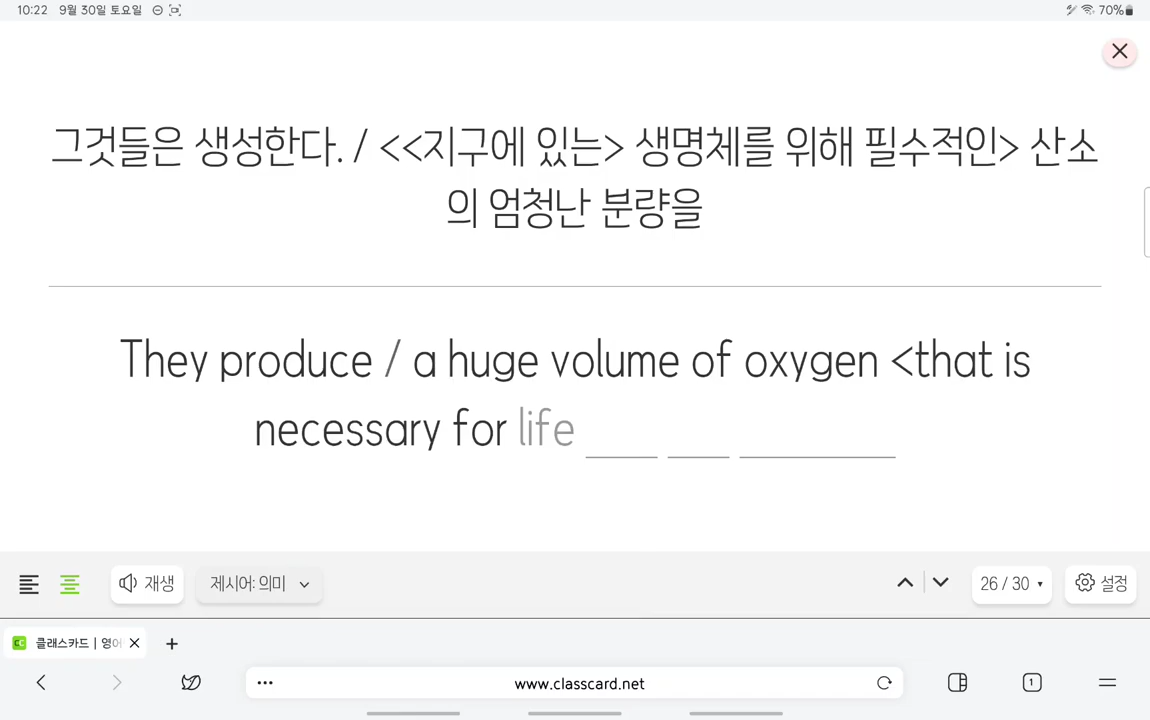 10:22 9월 30일 토요일
70%
그것들은 생성한다. / <<지구에 있는> 생명체를 위해 필수적인> 산소
의 엄청난 분량을
They produce / a huge volume of oxygen <that is
necessary for life
재생
제시어: 의미
26 / 30
설정
클래스카드 | 영어
www.classcard.net
1